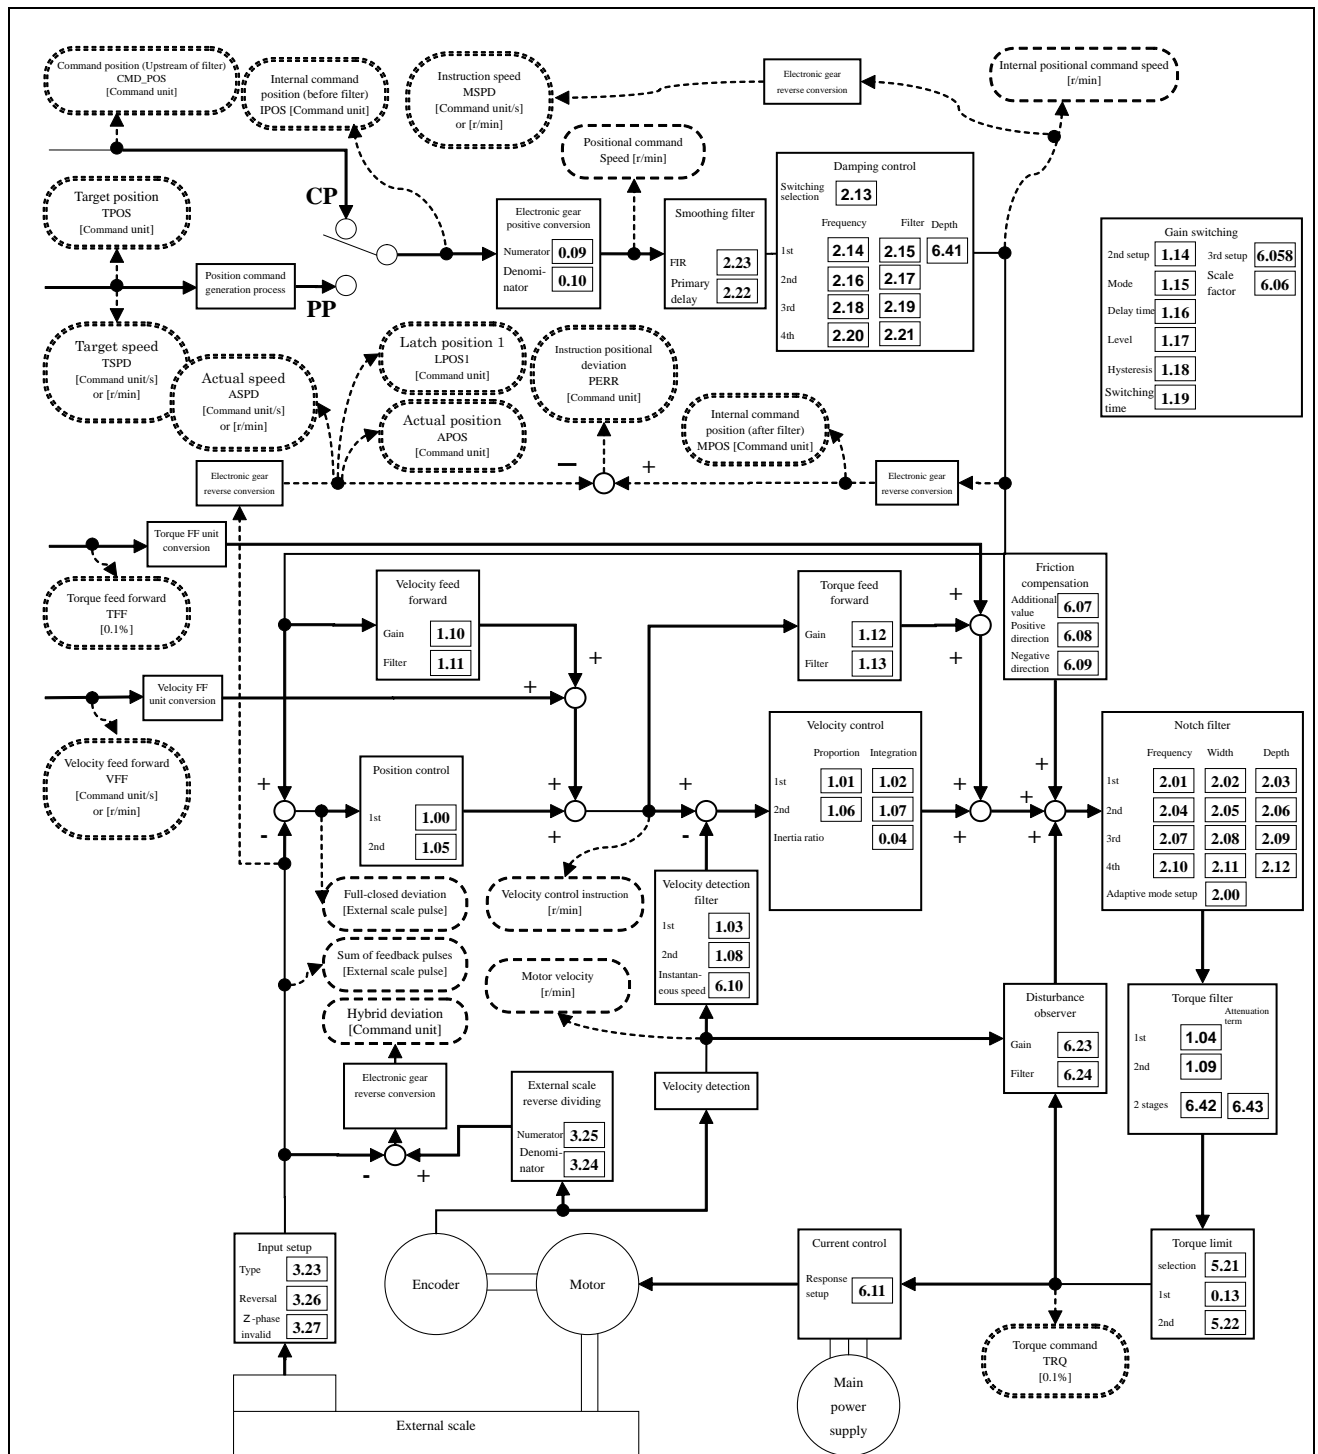 Command position (Upstream of filter)
CMD_POS
[Command unit]
Internal command
position (before filter)
IPOS [Command unit]
Instruction speed
MSPD
[Command unit/s]
or [r/min]
Electronic gear
reverse conversion
Internal positional command speed
[r/min]
Positional command
Speed [r/min]
Target position
TPOS
[Command unit]
CP
Position command
generation process
PP
Electronic gear
positive conversion
Numerator 0.09
Denomi-
nator 0.10
Smoothing filter
FIR 2.23
Primary
delay 2.22
Damping control
Switching
selection 2.13
Frequency Filter Depth
1st 2.14 2.15 6.41
2nd 2.16 2.17
3rd 2.18 2.19
4th 2.20 2.21
Gain switching
2nd setup 1.14 3rd setup 6.058
Mode 1.15 Scale
factor 6.06
Delay time 1.16
Level 1.17
Hysteresis 1.18
Switching
time 1.19
Target speed
TSPD
[Command unit/s]
or [r/min]
Actual speed
ASPD
[Command unit/s]
or [r/min]
Latch position 1
LPOS1
[Command unit]
Actual position
APOS
[Command unit]
Instruction positional
deviation
PERR
[Command unit]
Internal command
position (after filter)
MPOS [Command unit]
Electronic gear
reverse conversion
− +
Electronic gear
reverse conversion
Torque FF unit
conversion
Torque feed forward
TFF
[0.1%]
Velocity feed
forward
Gain 1.10
Filter 1.11
Torque feed
forward
Gain 1.12
Filter 1.13
+
+
Friction
compensation
Additional
value 6.07
Positive
direction 6.08
Negative
direction 6.09
Velocity FF
unit conversion
+
+
Velocity feed forward
VFF
[Command unit/s]
or [r/min]
+
-
Position control
1st 1.00
2nd 1.05
+
+
+
-
Velocity control
Proportion Integration
1st 1.01 1.02
2nd 1.06 1.07
Inertia ratio 0.04
+
+
+
+
+
Notch filter
Frequency Width Depth
1st 2.01 2.02 2.03
2nd 2.04 2.05 2.06
3rd 2.07 2.08 2.09
4th 2.10 2.11 2.12
Adaptive mode setup 2.00
Full-closed deviation
[External scale pulse]
Velocity control instruction
[r/min]
Velocity detection
filter
1st 1.03
2nd 1.08
Instantan-
eous speed 6.10
Sum of feedback pulses
[External scale pulse]
Motor velocity
[r/min]
Hybrid deviation
[Command unit]
Disturbance
observer
Gain 6.23
Filter 6.24
Torque filter
Attenuation
term
1st 1.04
2nd 1.09
2 stages 6.42 6.43
Electronic gear
reverse conversion
External scale
reverse dividing
Numerator 3.25
Denomi-
nator 3.24
Velocity detection
- +
Input setup
Type 3.23
Reversal 3.26
Z-phase
invalid 3.27
Encoder
Motor
Current control
Response
setup 6.11
Torque limit
selection 5.21
1st 0.13
2nd 5.22
Torque command
TRQ
[0.1%]
Main
power
supply
External scale